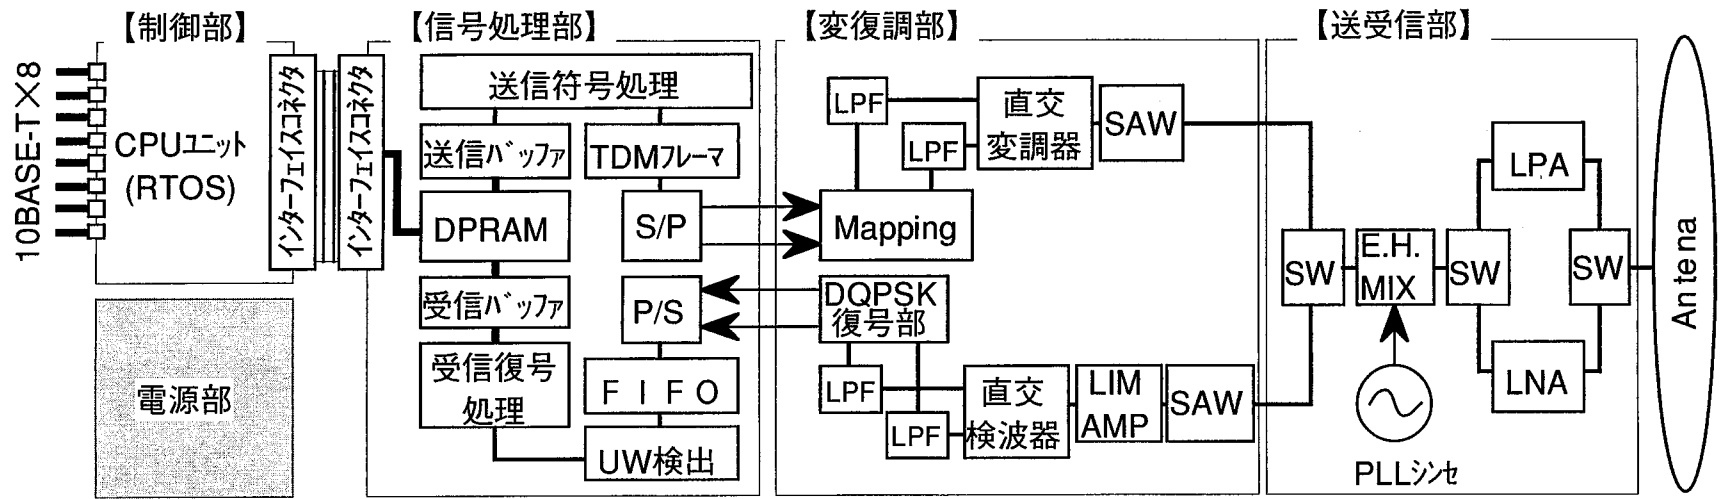 【制御部】
10BASE-T×8
CPUユニット
(RTOS)
インターフェイスコネクタ
電源部
【信号処理部】
インターフェイスコネクタ
送信符号処理
送信バッファ
TDMフレーマ
DPRAM
S/P
受信バッファ
P/S
受信復号
処理
FIFO
UW検出
【変復調部】
LPF
直交
変調器
SAW
LPF
Mapping
DQPSK
復号部
LPF
直交
検波器
LIM
AMP
SAW
LPF
【送受信部】
LPA
SW
E.H.
MIX
SW
SW
LNA
PLLシンセ
Antena